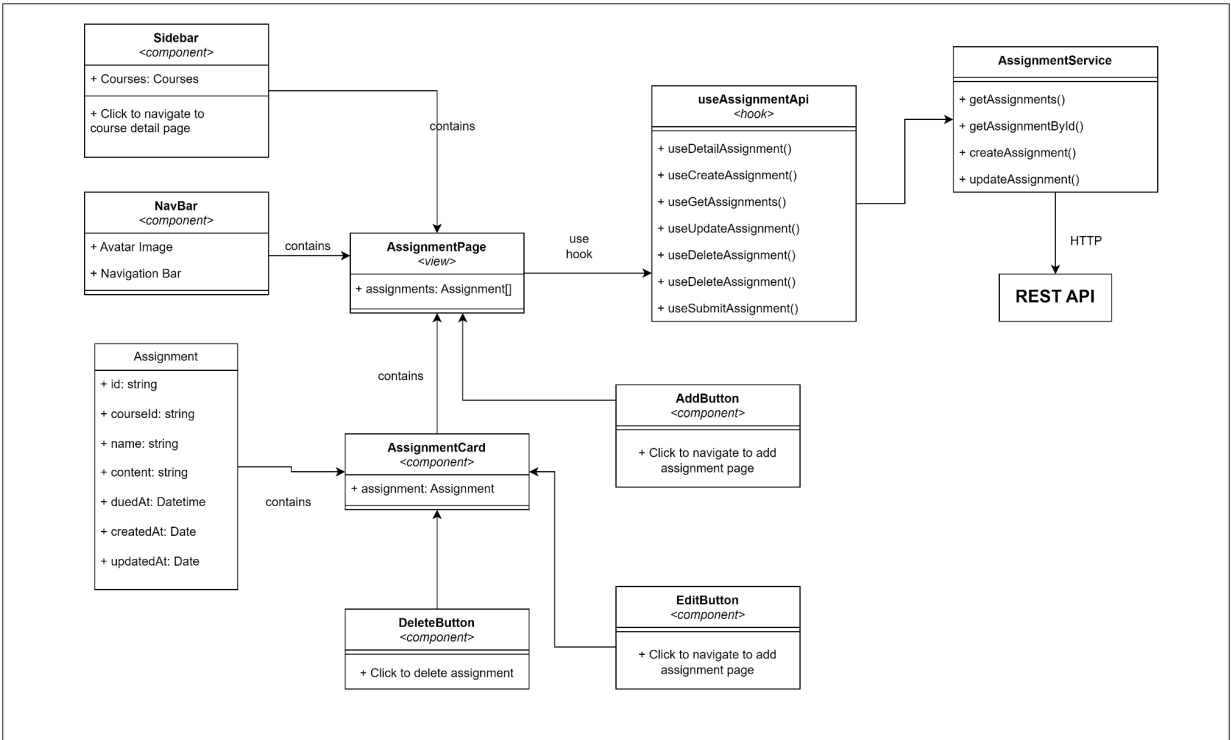 Sidebar
<component>
+ Courses: Courses
+ Click to navigate to
course detail page
contains
NavBar
<component>
+ Avatar Image
+ Navigation Bar
contains
AssignmentPage
<view>
+ assignments: Assignment[]
use
hook
useAssignmentApi
<hook>
+ useDetailAssignment()
+ useCreateAssignment()
+ useGetAssignments()
+ useUpdateAssignment()
+ useDeleteAssignment()
+ useDeleteAssignment()
+ useSubmitAssignment()
AssignmentService
+ getAssignments()
+ getAssignmentById()
+ createAssignment()
+ updateAssignment()
HTTP
REST API
Assignment
+ id: string
+ courseId: string
+ name: string
+ content: string
+ duedAt: Datetime
+ createdAt: Date
+ updatedAt: Date
contains
contains
AssignmentCard
<component>
+ assignment: Assignment
AddButton
<component>
+ Click to navigate to add
assignment page
DeleteButton
<component>
+ Click to delete assignment
EditButton
<component>
+ Click to navigate to add
assignment page